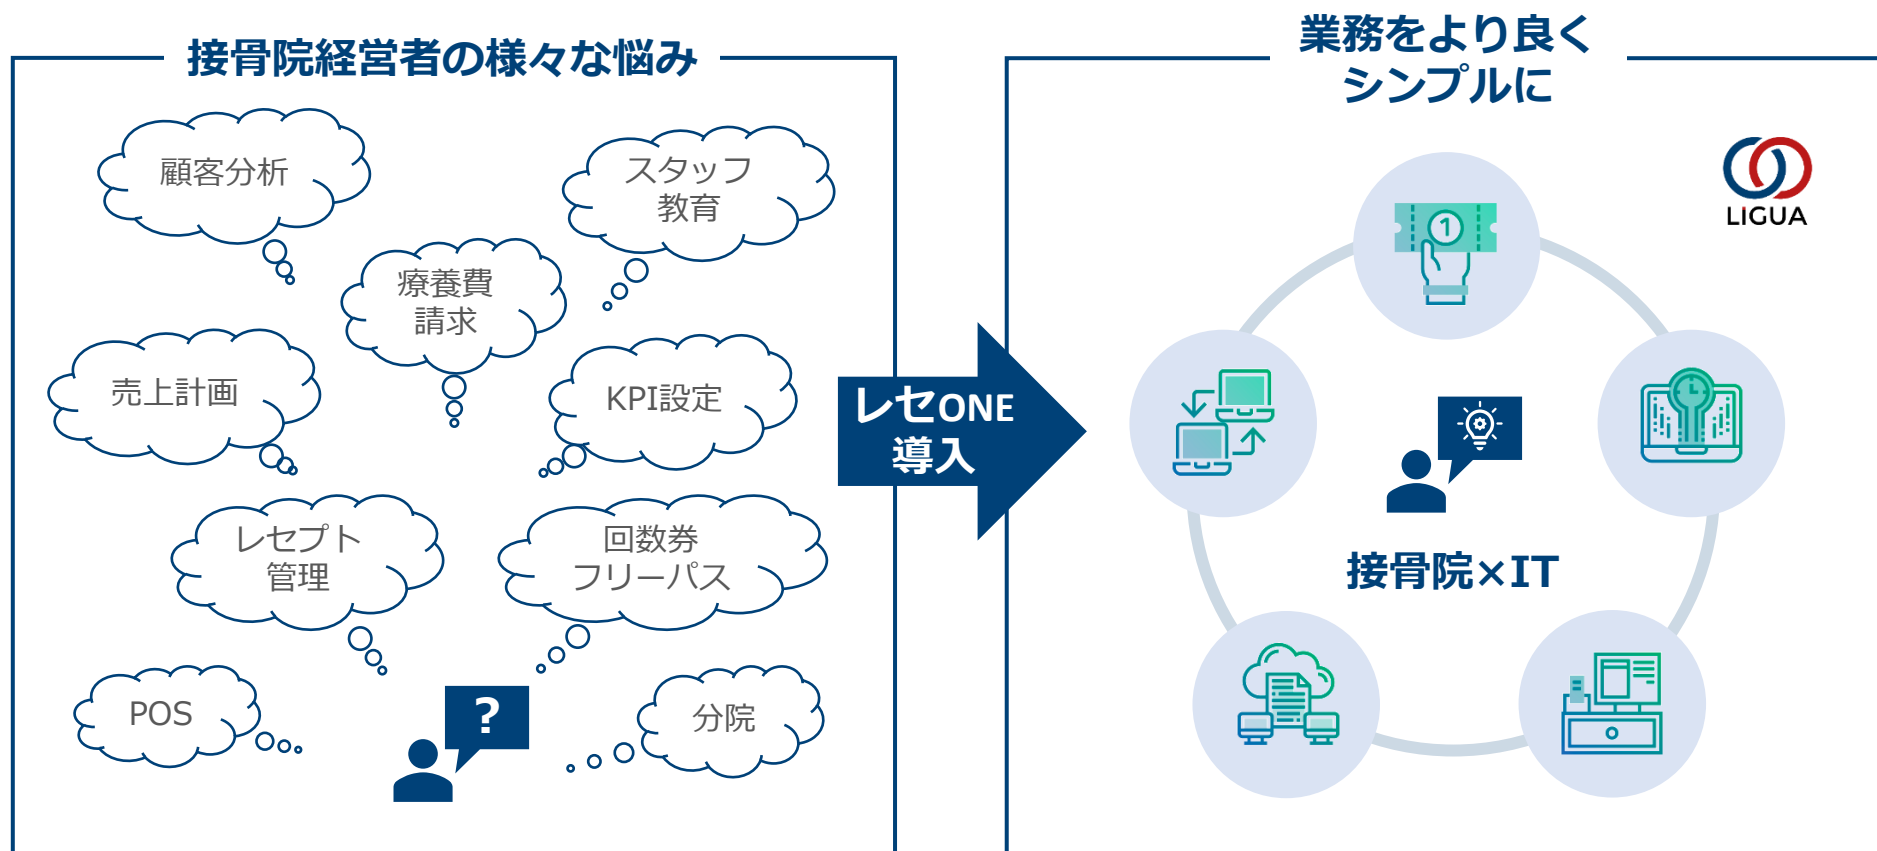 接骨院経営者の様々な悩み
顧客分析
スタッフ
教育
療養費
請求
売上計画
KPI設定
レセプト
管理
回数券
フリーパス
POS
?
分院
レセONE
導入
業務をより良く
シンプルに
LIGUA
1
接骨院×IT